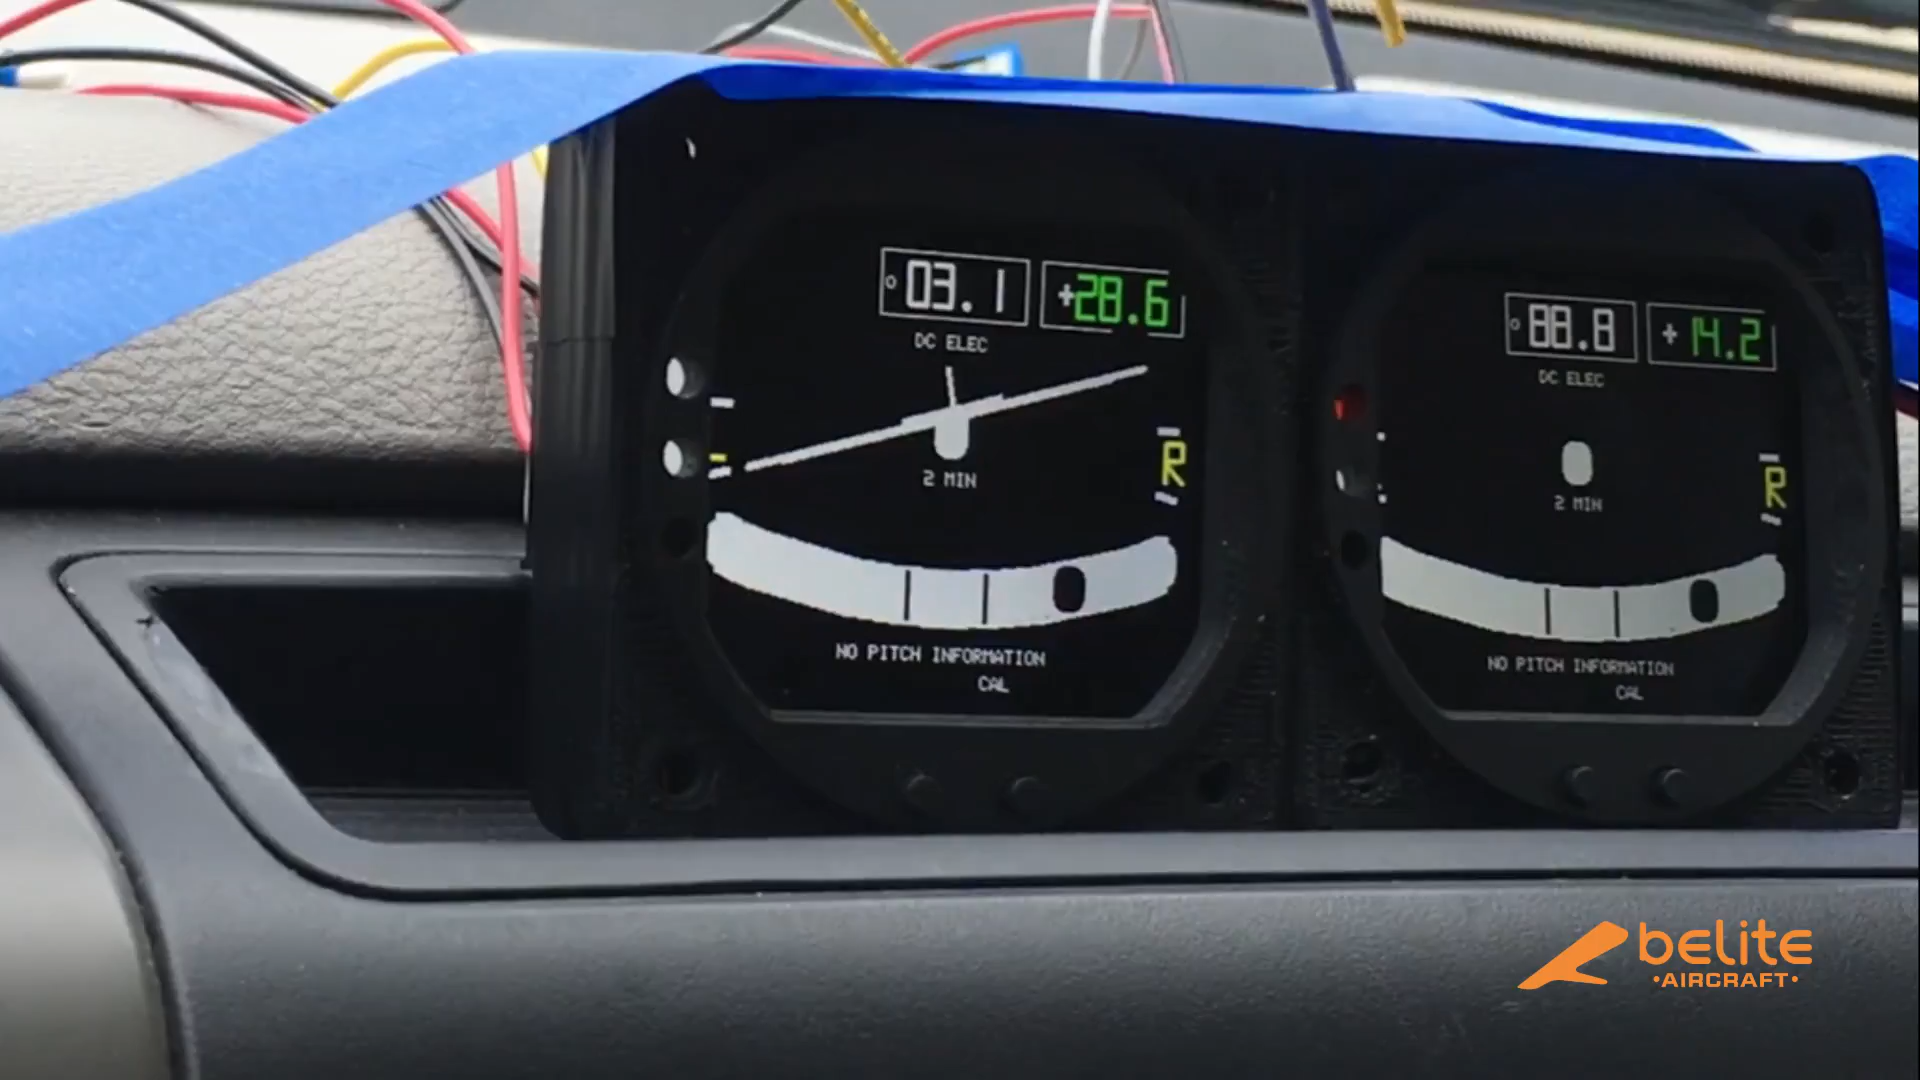 °03.1 +28.6
DC ELEC
2 MIN
R
NO PITCH INFORMATION
CAL
°88.8 + 14.2
DC ELEC
2 MIN
R
NO PITCH INFORMATION
CAL
belite
•AIRCRAFT•